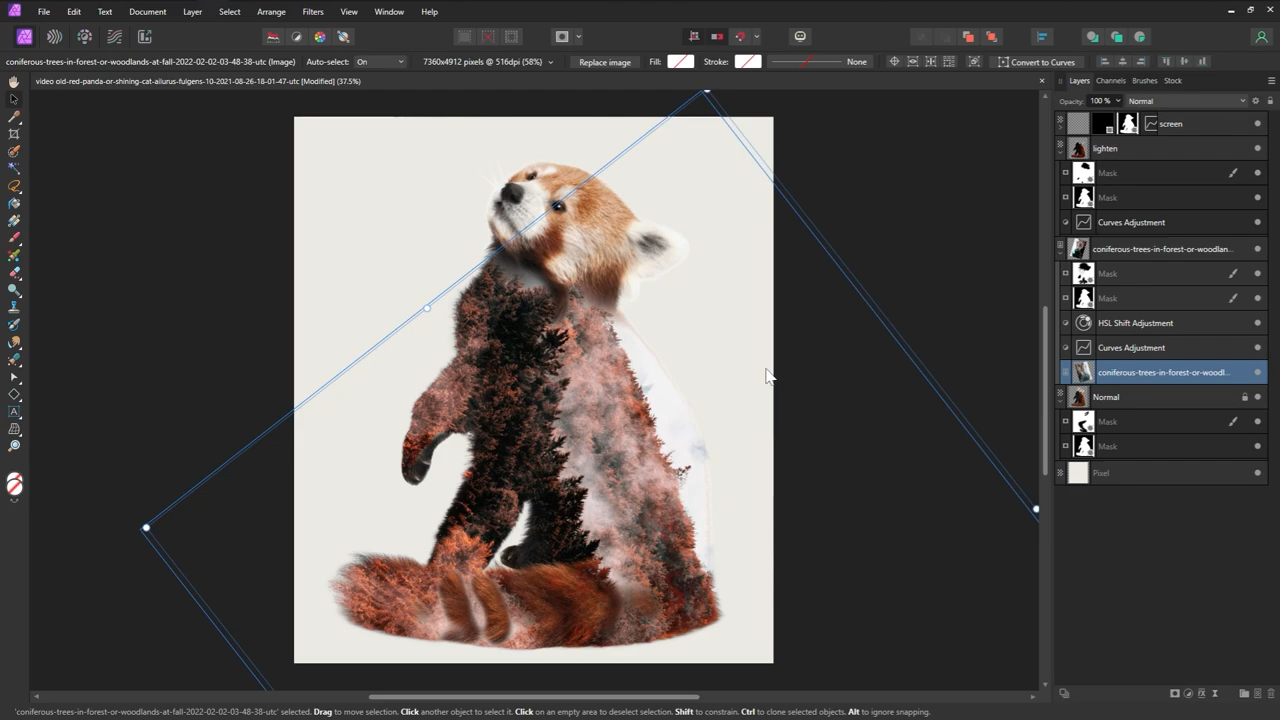 File Edit Text Document Layer Select Arrange Filters View Window Help
coniferous-trees-in-forest-or-woodlands-at-fall-2022-02-02-03-48-38-utc (Image) Auto-select: On 7360x4912 pixels @ 516dpi (58%) Replace image Fill: Stroke: None Convert to Curves
video old-red-panda-or-shining-cat-ailurus-fulgens-10-2021-08-26-18-01-47-utc [Modified] (37.5%)
Layers Channels Brushes Stock
Opacity: 100 % Normal
screen
lighten
Mask
Mask
Curves Adjustment
coniferous-trees-in-forest-or-woodlan...
Mask
Mask
HSL Shift Adjustment
Curves Adjustment
coniferous-trees-in-forest-or-woodl...
Normal
Mask
Mask
Pixel
'coniferous-trees-in-forest-or-woodlands-at-fall-2022-02-02-03-48-38-utc' selected. Drag to move selection. Click another object to select it. Click on an empty area to deselect selection. Shift to constrain. Ctrl to clone selected objects. Alt to ignore snapping.